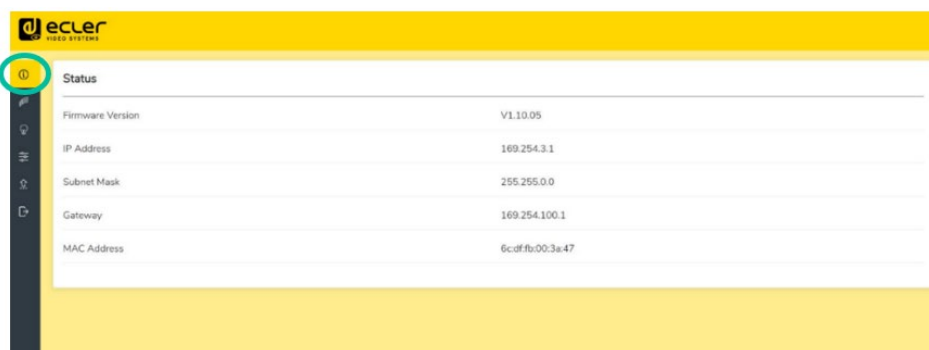 ecler
VIDEO SYSTEMS
Status
Firmware Version V1.10.05
IP Address 169.254.3.1
Subnet Mask 255.255.0.0
Gateway 169.254.100.1
MAC Address 6c:df:fb:00:3a:47